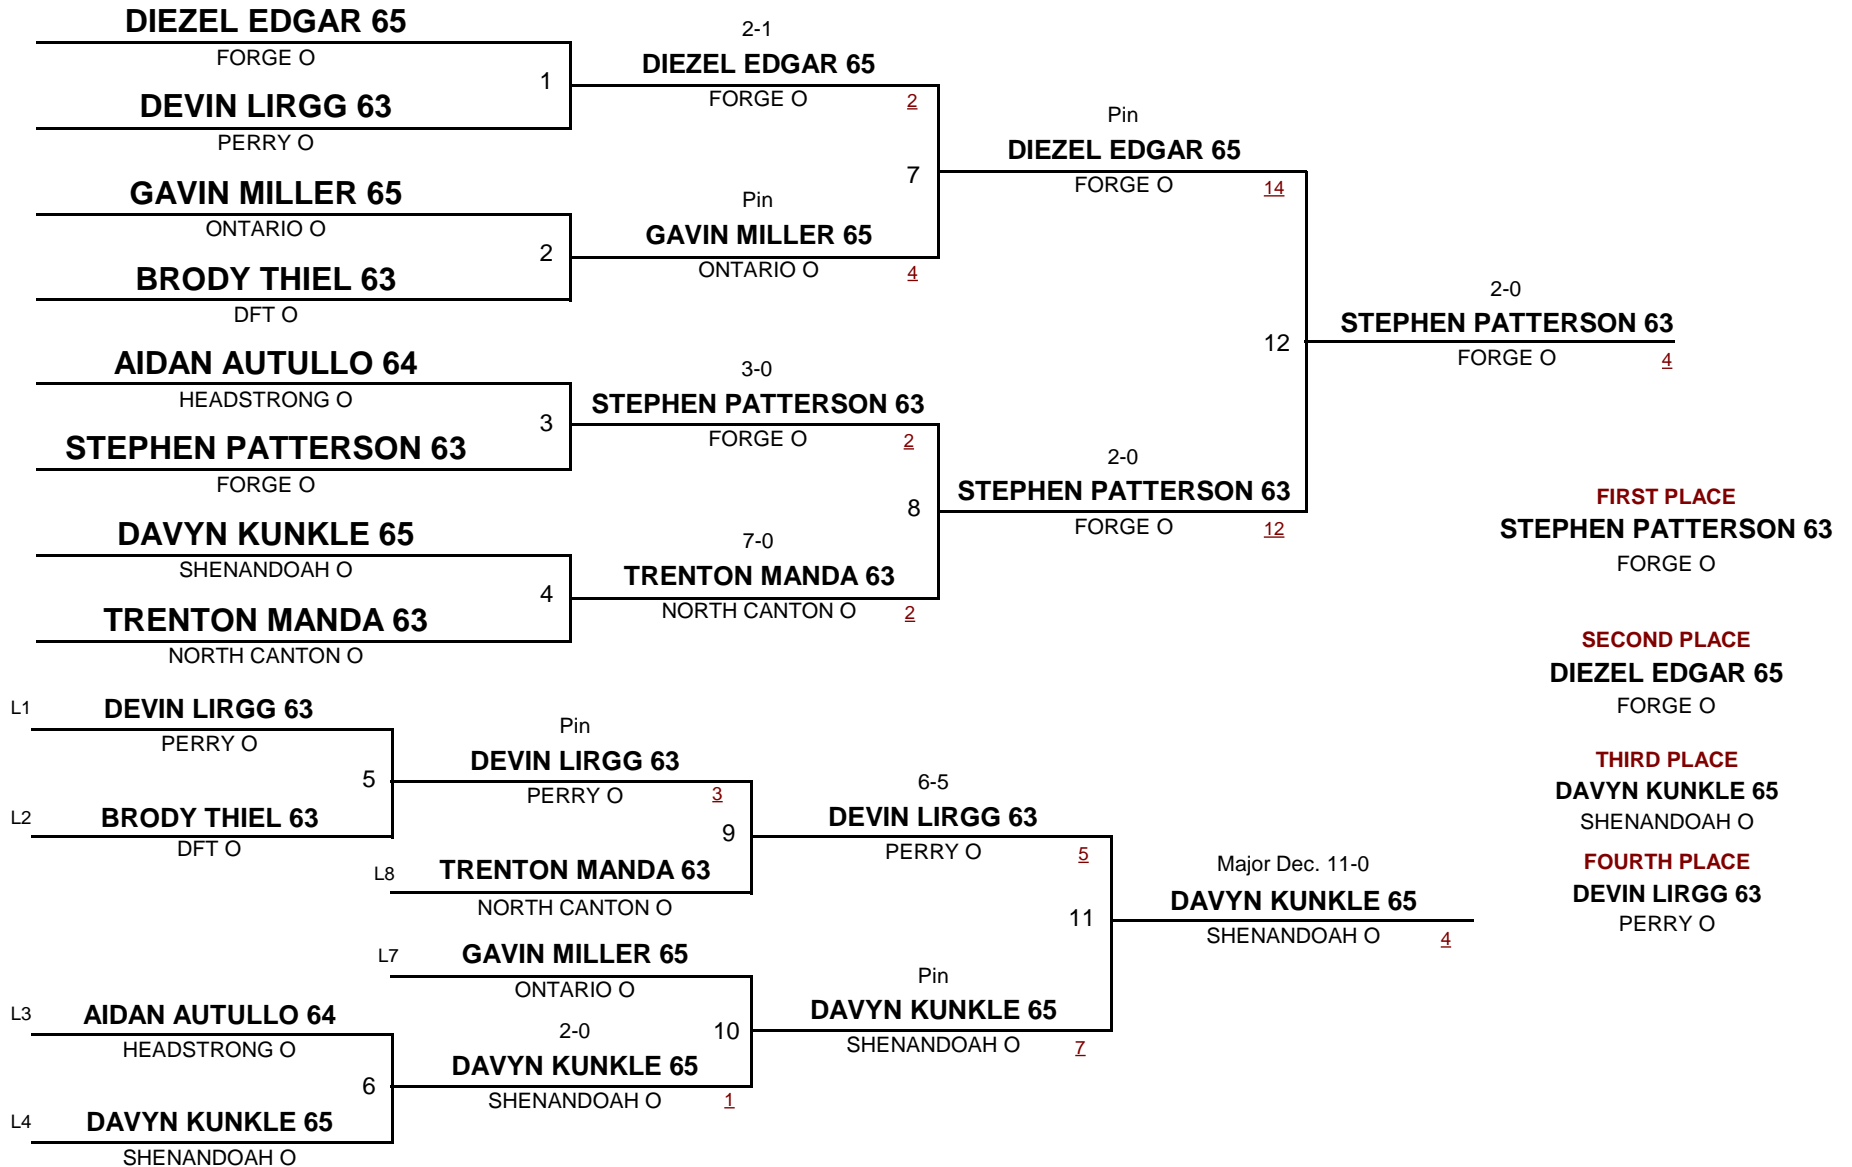 DIEZEL EDGAR 65
FORGE O
1
DEVIN LIRGG 63
PERRY O
GAVIN MILLER 65
ONTARIO O
2
BRODY THIEL 63
DFT O
AIDAN AUTULLO 64
HEADSTRONG O
3
STEPHEN PATTERSON 63
FORGE O
DAVYN KUNKLE 65
SHENANDOAH O
4
TRENTON MANDA 63
NORTH CANTON O
2-1
DIEZEL EDGAR 65
FORGE O 2
7
Pin
GAVIN MILLER 65
ONTARIO O 4
3-0
STEPHEN PATTERSON 63
FORGE O 2
8
7-0
TRENTON MANDA 63
NORTH CANTON O 2
Pin
DIEZEL EDGAR 65
FORGE O 14
12
2-0
STEPHEN PATTERSON 63
FORGE O 12
2-0
STEPHEN PATTERSON 63
FORGE O 4
L1 DEVIN LIRGG 63
PERRY O
5
L2 BRODY THIEL 63
DFT O
L3 AIDAN AUTULLO 64
HEADSTRONG O
6
L4 DAVYN KUNKLE 65
SHENANDOAH O
Pin
DEVIN LIRGG 63
PERRY O 3
9
L8 TRENTON MANDA 63
NORTH CANTON O
L7 GAVIN MILLER 65
ONTARIO O
10
2-0
DAVYN KUNKLE 65
SHENANDOAH O 1
6-5
DEVIN LIRGG 63
PERRY O 5
11
Pin
DAVYN KUNKLE 65
SHENANDOAH O 7
Major Dec. 11-0
DAVYN KUNKLE 65
SHENANDOAH O 4
FIRST PLACE
STEPHEN PATTERSON 63
FORGE O
SECOND PLACE
DIEZEL EDGAR 65
FORGE O
THIRD PLACE
DAVYN KUNKLE 65
SHENANDOAH O
FOURTH PLACE
DEVIN LIRGG 63
PERRY O